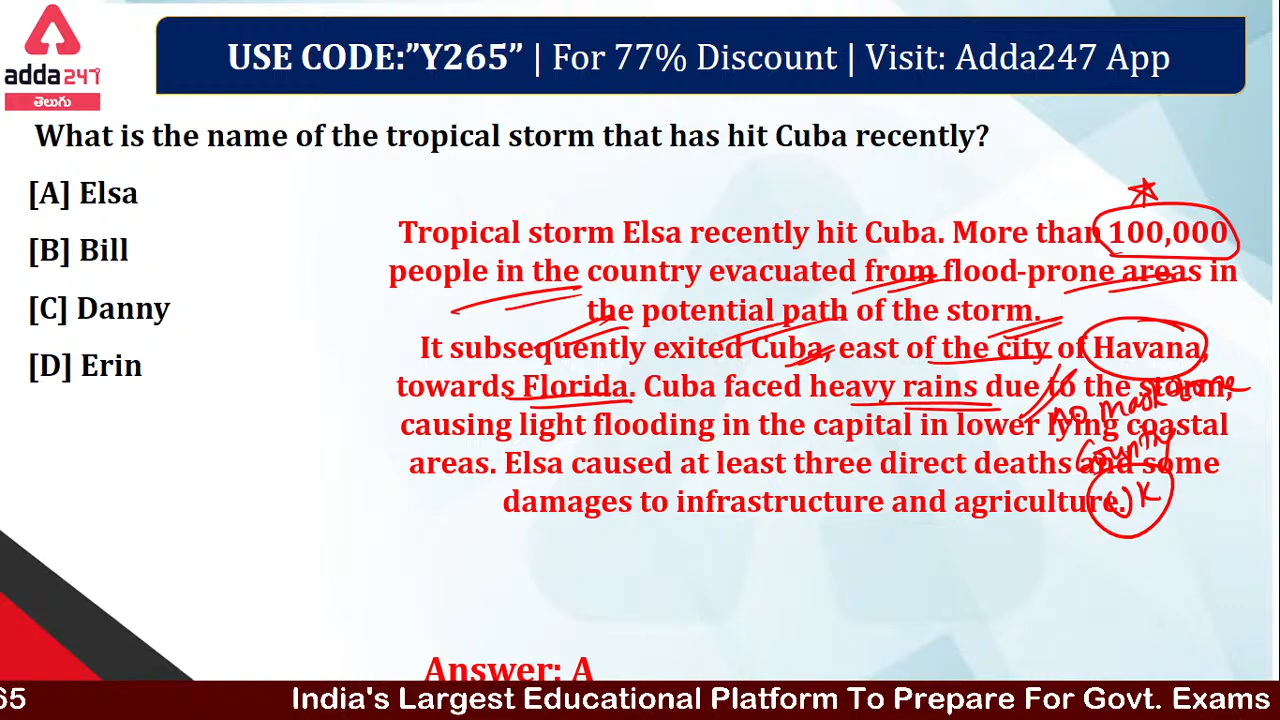 adda247
తెలుగు
USE CODE:”Y265” | For 77% Discount | Visit: Adda247 App
What is the name of the tropical storm that has hit Cuba recently?
[A] Elsa
[B] Bill
[C] Danny
[D] Erin
Tropical storm Elsa recently hit Cuba. More than 100,000
people in the country evacuated from flood-prone areas in
the potential path of the storm.
It subsequently exited Cuba, east of the city of Havana,
towards Florida. Cuba faced heavy rains due to the storm,
causing light flooding in the capital in lower lying coastal
areas. Elsa caused at least three direct deaths and some
damages to infrastructure and agriculture.
no mask
Country
UK
Answer: A
65 India's Largest Educational Platform To Prepare For Govt. Exams